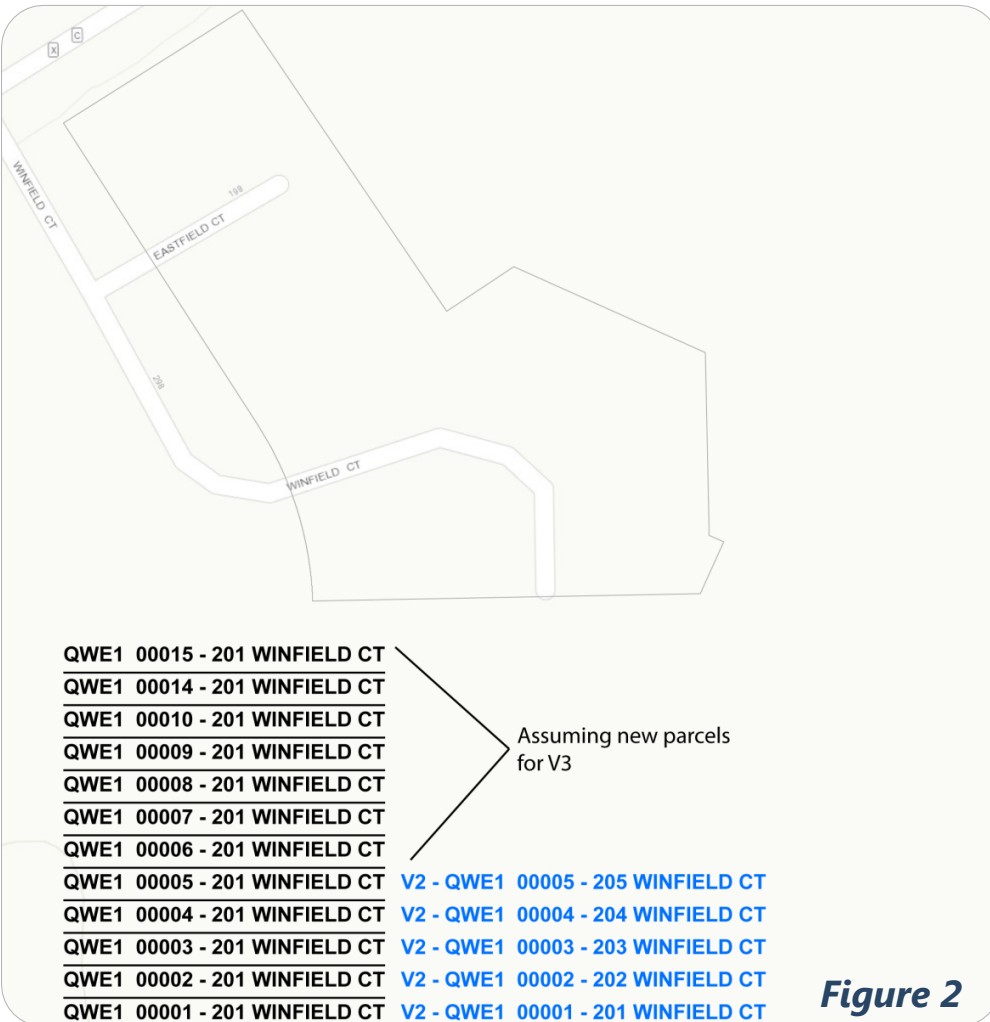 X
C
WINFIELD CT
198
EASTFIELD CT
298
WINFIELD CT
QWE1 00015 - 201 WINFIELD CT
QWE1 00014 - 201 WINFIELD CT
QWE1 00010 - 201 WINFIELD CT
Assuming new parcels
for V3
QWE1 00009 - 201 WINFIELD CT
QWE1 00008 - 201 WINFIELD CT
QWE1 00007 - 201 WINFIELD CT
QWE1 00006 - 201 WINFIELD CT
QWE1 00005 - 201 WINFIELD CT V2 - QWE1 00005 - 205 WINFIELD CT
QWE1 00004 - 201 WINFIELD CT V2 - QWE1 00004 - 204 WINFIELD CT
QWE1 00003 - 201 WINFIELD CT V2 - QWE1 00003 - 203 WINFIELD CT
QWE1 00002 - 201 WINFIELD CT V2 - QWE1 00002 - 202 WINFIELD CT
QWE1 00001 - 201 WINFIELD CT V2 - QWE1 00001 - 201 WINFIELD CT
Figure 2